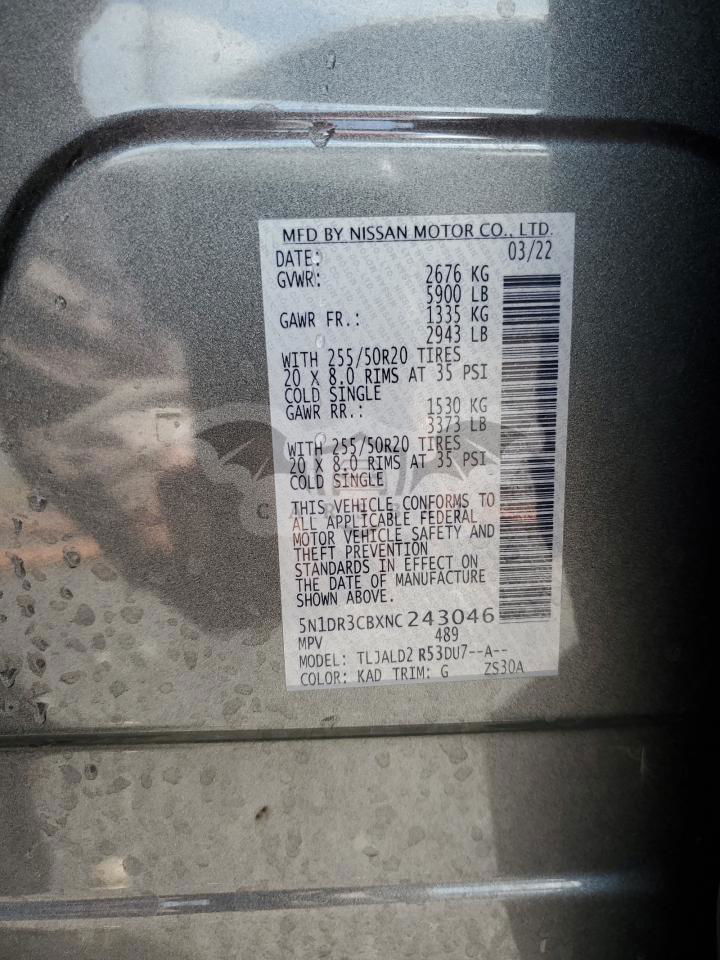 MFD BY NISSAN MOTOR CO., LTD.
DATE: 03/22
GVWR: 2676 KG
5900 LB
GAWR FR.: 1335 KG
2943 LB
WITH 255/50R20 TIRES
20 X 8.0 RIMS AT 35 PSI
COLD SINGLE
GAWR RR.: 1530 KG
3373 LB
WITH 255/50R20 TIRES
20 X 8.0 RIMS AT 35 PSI
COLD SINGLE
THIS VEHICLE CONFORMS TO
ALL APPLICABLE FEDERAL
MOTOR VEHICLE SAFETY AND
THEFT PREVENTION
STANDARDS IN EFFECT ON
THE DATE OF MANUFACTURE
SHOWN ABOVE.
5N1DR3CBXNC243046
MPV 489
MODEL: TLJALD2 R53DU7--A--
COLOR: KAD TRIM: G ZS30A